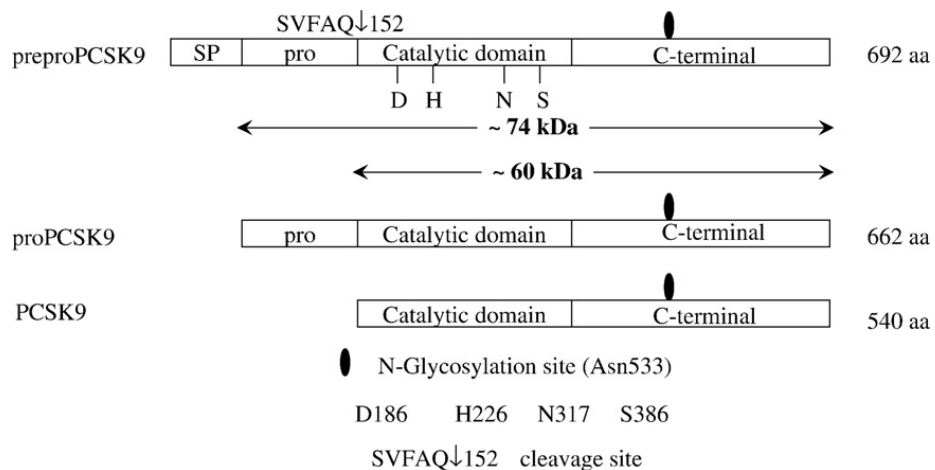 SVFAQ↓152
preproPCSK9 SP pro Catalytic domain C-terminal 692 aa
D H N S
~ 74 kDa
~ 60 kDa
proPCSK9 pro Catalytic domain C-terminal 662 aa
PCSK9 Catalytic domain C-terminal 540 aa
N-Glycosylation site (Asn533)
D186 H226 N317 S386
SVFAQ↓152 cleavage site